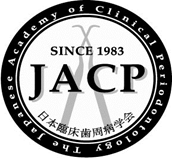 The Japanese Academy of Clinical Periodontology
SINCE 1983
JACP
日本臨床歯周病学会